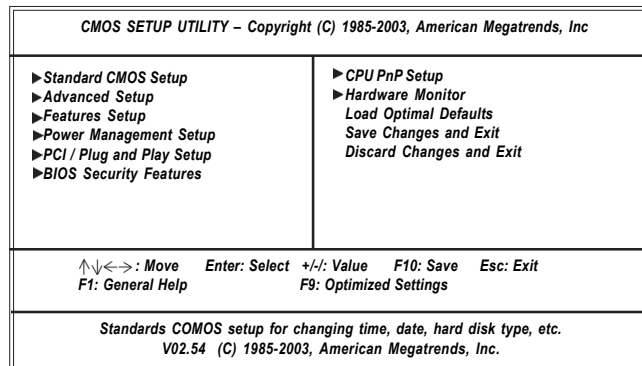 CMOS SETUP UTILITY – Copyright (C) 1985-2003, American Megatrends, Inc
▶Standard CMOS Setup
▶Advanced Setup
▶Features Setup
▶Power Management Setup
▶PCI / Plug and Play Setup
▶BIOS Security Features
▶CPU PnP Setup
▶Hardware Monitor
Load Optimal Defaults
Save Changes and Exit
Discard Changes and Exit
↑↓←→: Move Enter: Select +/-/: Value F10: Save Esc: Exit
F1: General Help F9: Optimized Settings
Standards COMOS setup for changing time, date, hard disk type, etc.
V02.54 (C) 1985-2003, American Megatrends, Inc.